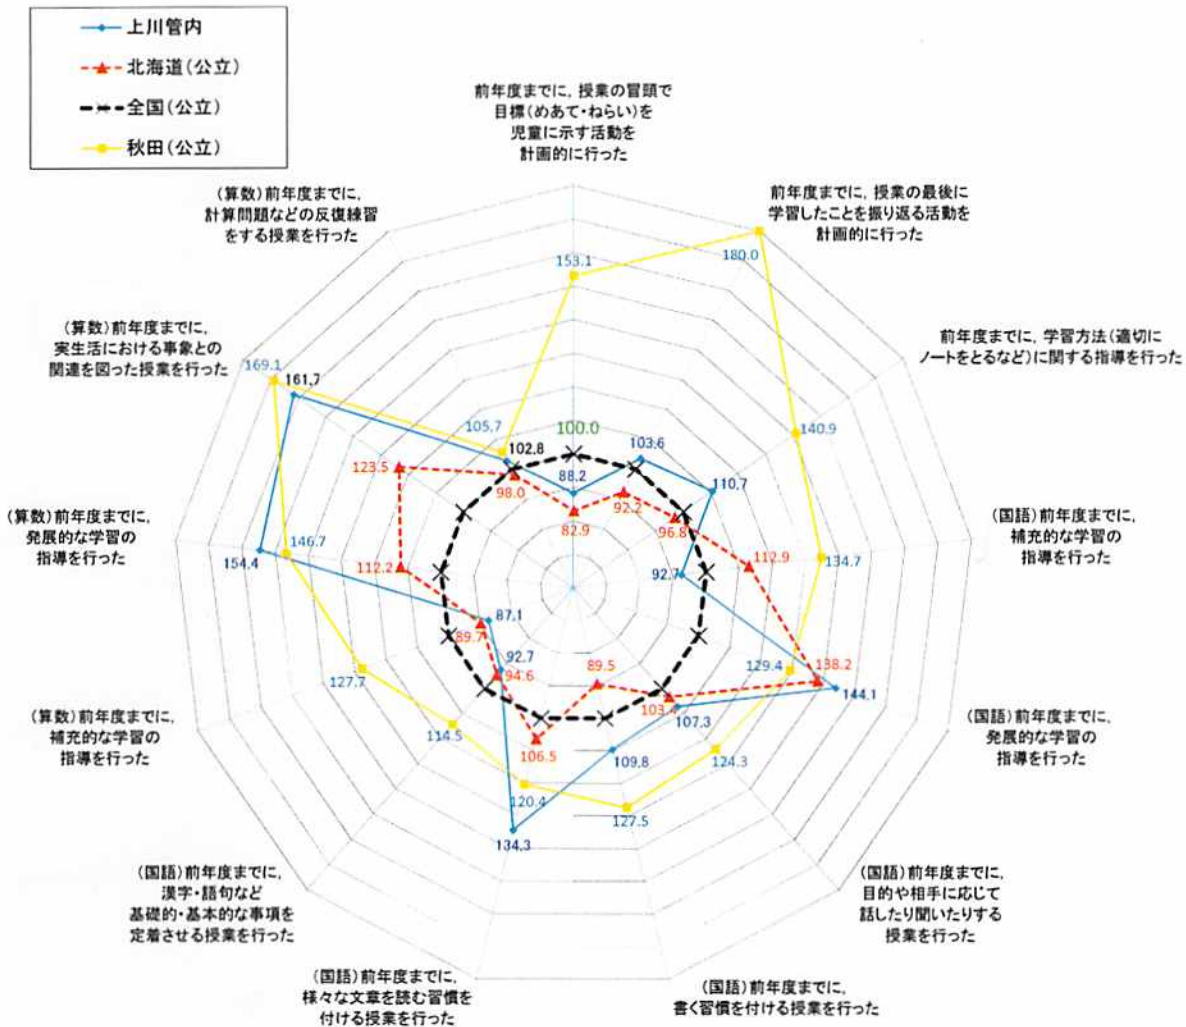 上川管内
北海道(公立)
全国(公立)
秋田(公立)
前年度までに, 授業の冒頭で
目標(めあて・ねらい)を
児童に示す活動を
計画的に行った
前年度までに, 授業の最後に
学習したことを振り返る活動を
計画的に行った
前年度までに, 学習方法(適切に
ノートをとるなど)に関する指導を行った
(国語)前年度までに,
補充的な学習の
指導を行った
(国語)前年度までに,
発展的な学習の
指導を行った
(国語)前年度までに,
目的や相手に応じて
話したり聞いたりする
授業を行った
(国語)前年度までに,
書く習慣を付ける授業を行った
(国語)前年度までに,
様々な文章を読む習慣を
付ける授業を行った
(国語)前年度までに,
漢字・語句など
基礎的・基本的な事項を
定着させる授業を行った
(算数)前年度までに,
補充的な学習の
指導を行った
(算数)前年度までに,
発展的な学習の
指導を行った
(算数)前年度までに,
実生活における事象との
関連を図った授業を行った
(算数)前年度までに,
計算問題などの反復練習
をする授業を行った
153.1
180.0
140.9
134.7
129.4
124.3
127.5
120.4
114.5
127.7
146.7
169.1
105.7
100.0
88.2
103.6
110.7
92.7
144.1
107.3
109.8
134.3
92.7
87.1
154.4
161.7
102.8
82.9
92.2
96.8
112.9
138.2
103.4
89.5
106.5
94.6
89.7
112.2
123.5
98.0